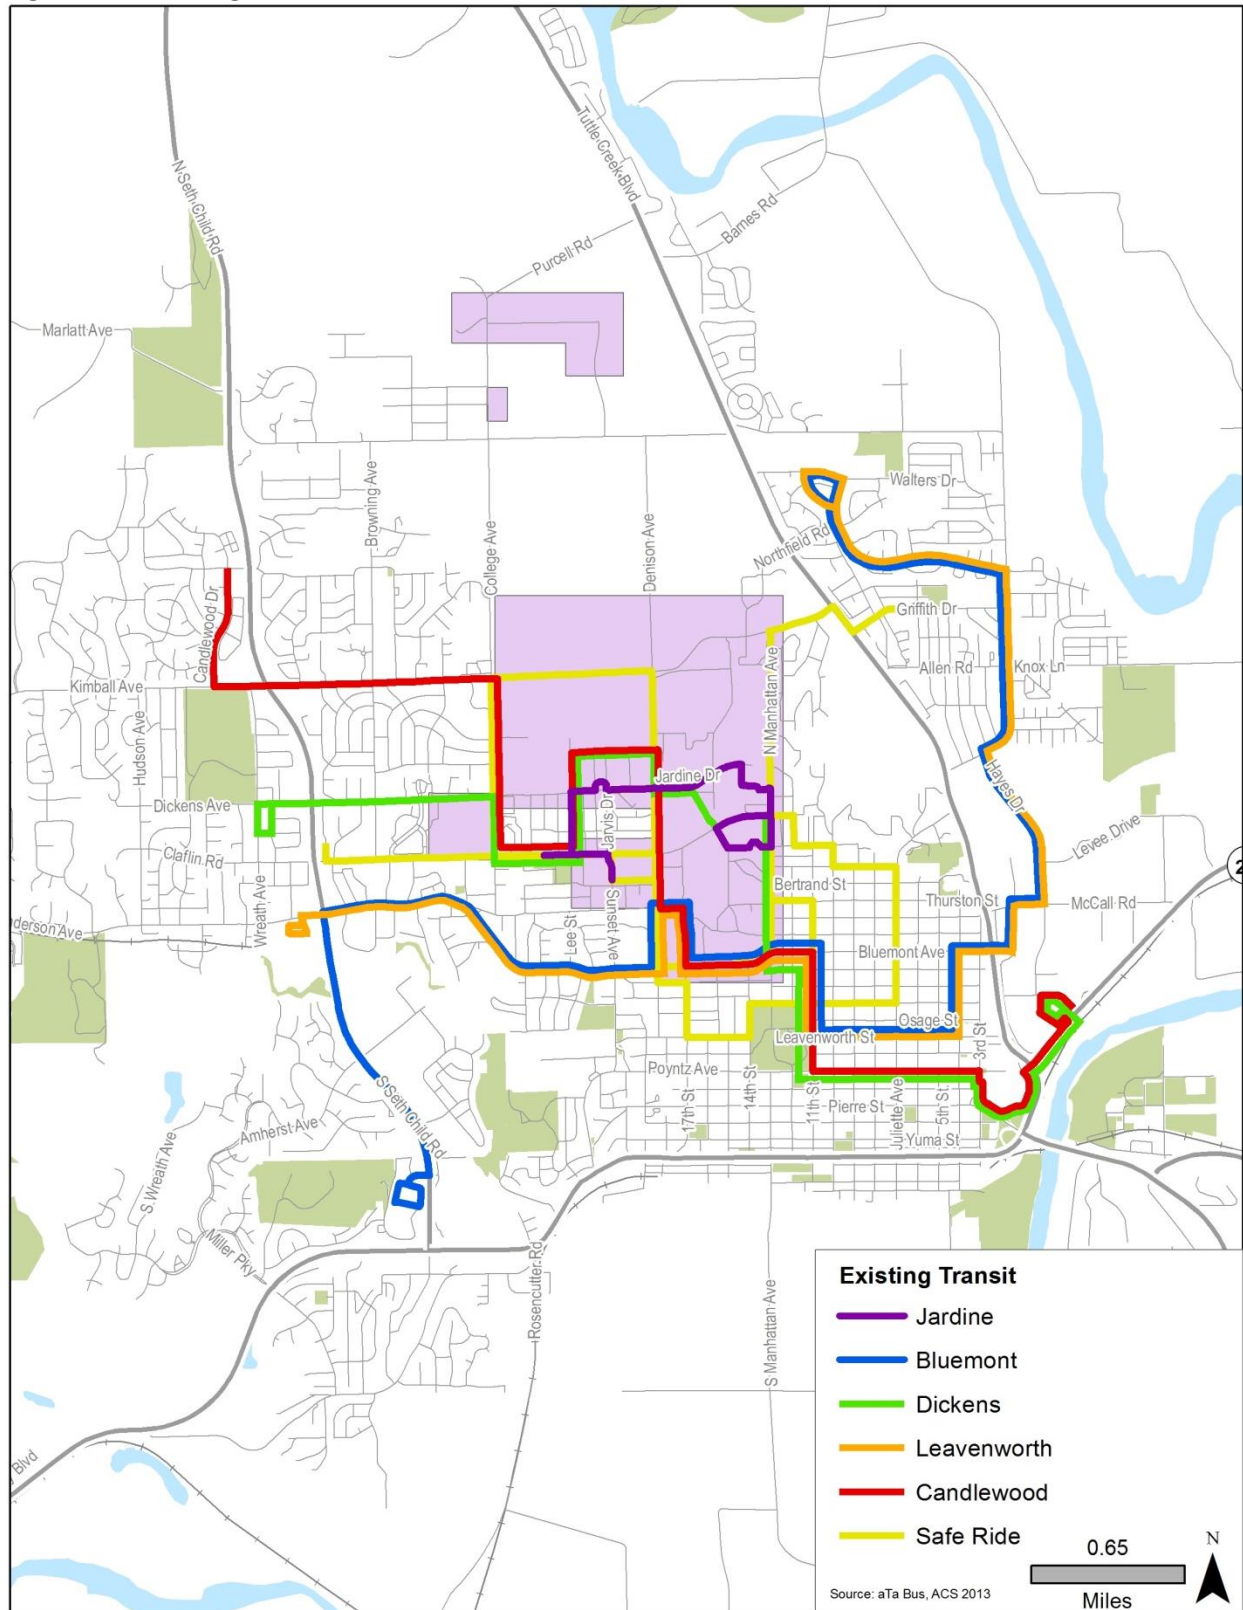 Tuttle Creek Blvd
N Seth Child Rd
Barnes Rd
Purcell Rd
Marlatt Ave
Walters Dr
Browning Ave
College Ave
Denison Ave
Northfield Rd
Griffith Dr
Candlewood Dr
N Manhattan Ave
Allen Rd
Knox Ln
Kimball Ave
Hudson Ave
Jardine Dr
Hayes Dr
Dickens Ave
Jarvis Dr
Levee Drive
Claflin Rd
2
Bertrand St
Wreath Ave
Sunset Ave
Thurston St
McCall Rd
Lee St
derson Ave
Bluemont Ave
Osage St
Leavenworth St
3rd St
Poyntz Ave
14th St
17th St
11th St
Juliette Ave
5th St
Pierre St
S Seth Child Rd
Amherst Ave
Yuma St
S Wreath Ave
Miller Pky
Rosencutter Rd
S Manhattan Ave
Blvd
Existing Transit
Jardine
Bluemont
Dickens
Leavenworth
Candlewood
Safe Ride
0.65
N
Miles
Source: aTa Bus, ACS 2013